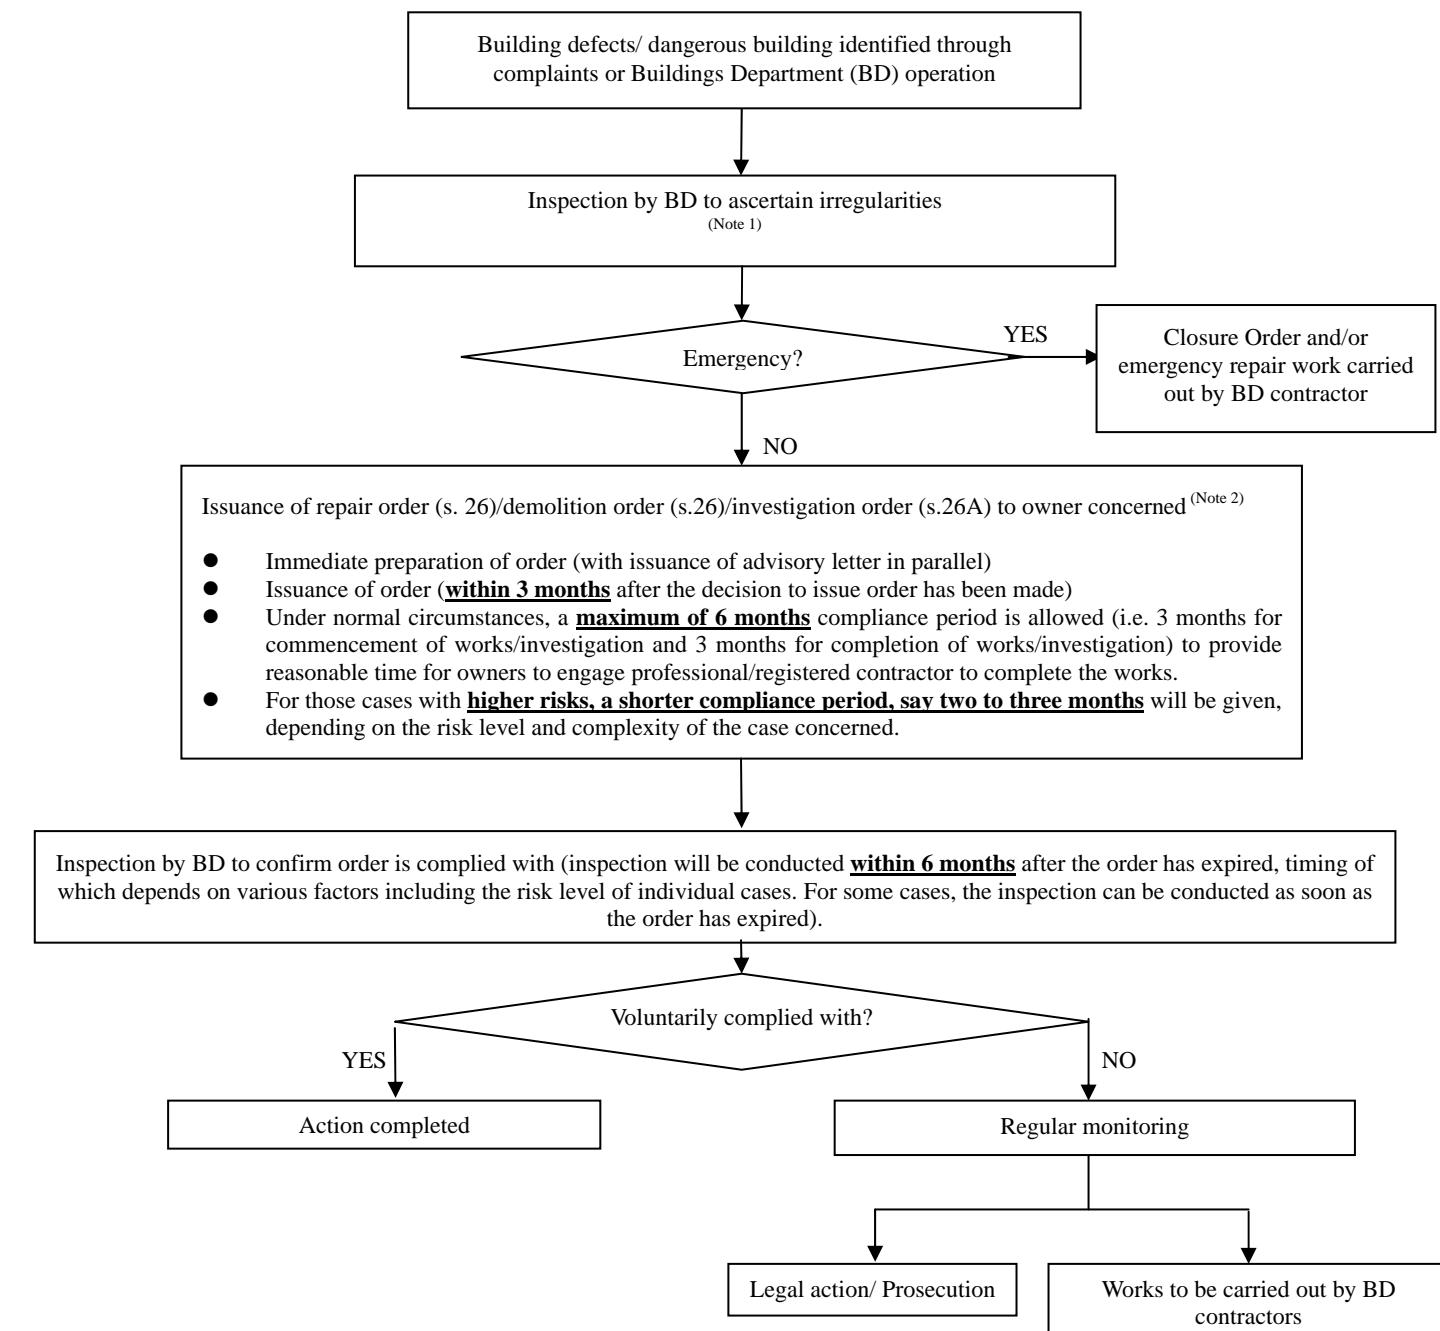 Building defects/ dangerous building identified through
complaints or Buildings Department (BD) operation
Inspection by BD to ascertain irregularities
(Note 1)
Emergency?
YES
Closure Order and/or
emergency repair work carried
out by BD contractor
NO
Issuance of repair order (s. 26)/demolition order (s.26)/investigation order (s.26A) to owner concerned (Note 2)
● Immediate preparation of order (with issuance of advisory letter in parallel)
● Issuance of order (within 3 months after the decision to issue order has been made)
● Under normal circumstances, a maximum of 6 months compliance period is allowed (i.e. 3 months for
commencement of works/investigation and 3 months for completion of works/investigation) to provide
reasonable time for owners to engage professional/registered contractor to complete the works.
● For those cases with higher risks, a shorter compliance period, say two to three months will be given,
depending on the risk level and complexity of the case concerned.
Inspection by BD to confirm order is complied with (inspection will be conducted within 6 months after the order has expired, timing of
which depends on various factors including the risk level of individual cases. For some cases, the inspection can be conducted as soon as
the order has expired).
Voluntarily complied with?
YES
NO
Action completed
Regular monitoring
Legal action/ Prosecution
Works to be carried out by BD
contractors